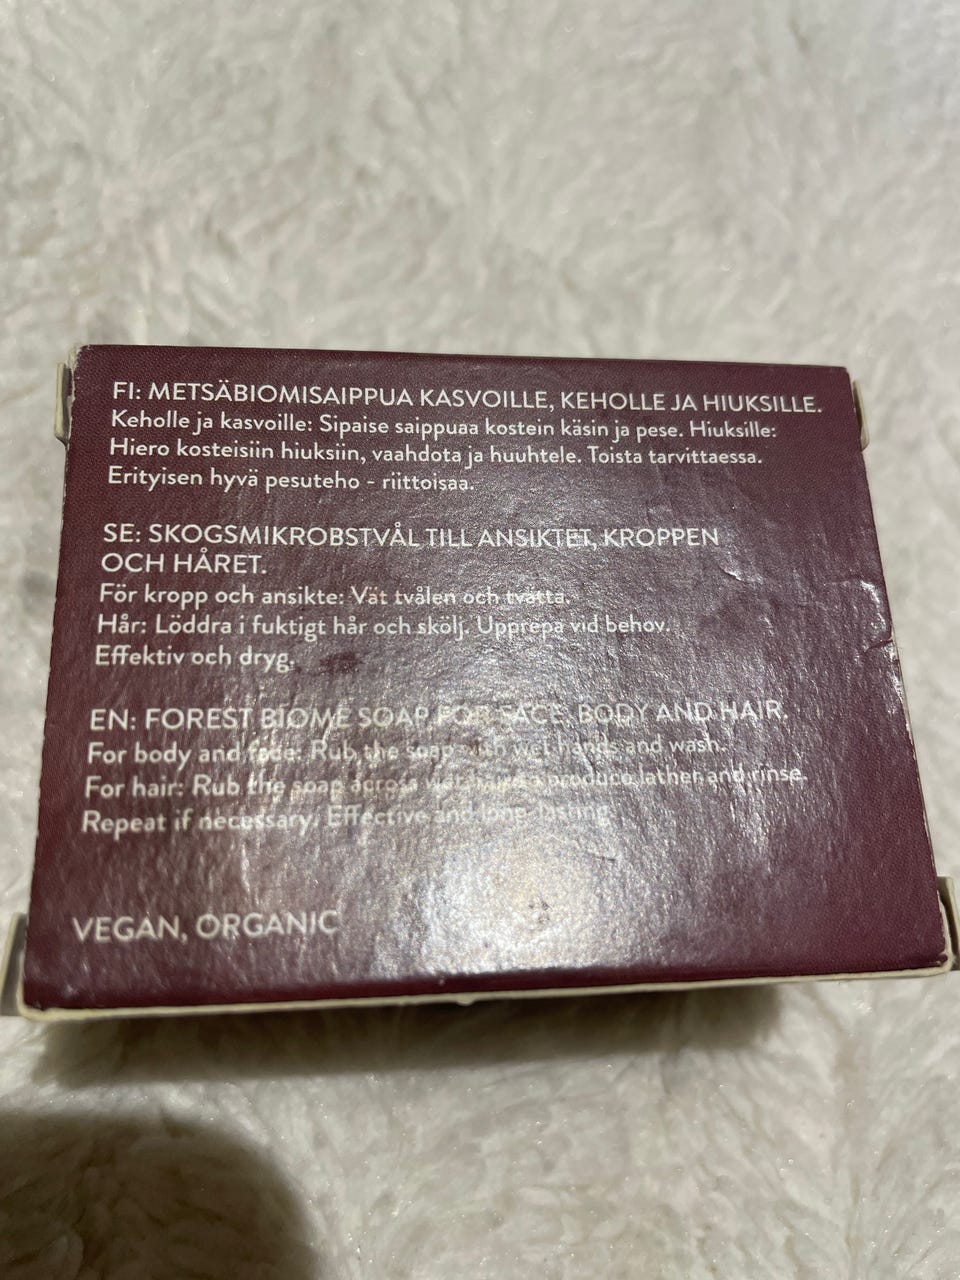 FI: METSÄBIOMISAIPPUA KASVOILLE, KEHOLLE JA HIUKSILLE.
Keholle ja kasvoille: Sipaise saippuaa kostein käsin ja pese. Hiuksille:
Hiero kosteisiin hiuksiin, vaahdota ja huuhtele. Toista tarvittaessa.
Erityisen hyvä pesuteho - riittoisaa.
SE: SKOGSMIKROBSTVÅL TILL ANSIKTET, KROPPEN
OCH HÅRET.
För kropp och ansikte: Vät tvålen och tvätta.
Hår: Löddra i fuktigt hår och skölj. Upprepa vid behov.
Effektiv och dryg.
EN: FOREST BIOME SOAP FOR FACE, BODY AND HAIR.
For body and face: Rub the soap with wet hands and wash.
For hair: Rub the soap across wet hair to produce lather and rinse.
Repeat if necessary. Effective and long-lasting.
VEGAN, ORGANIC